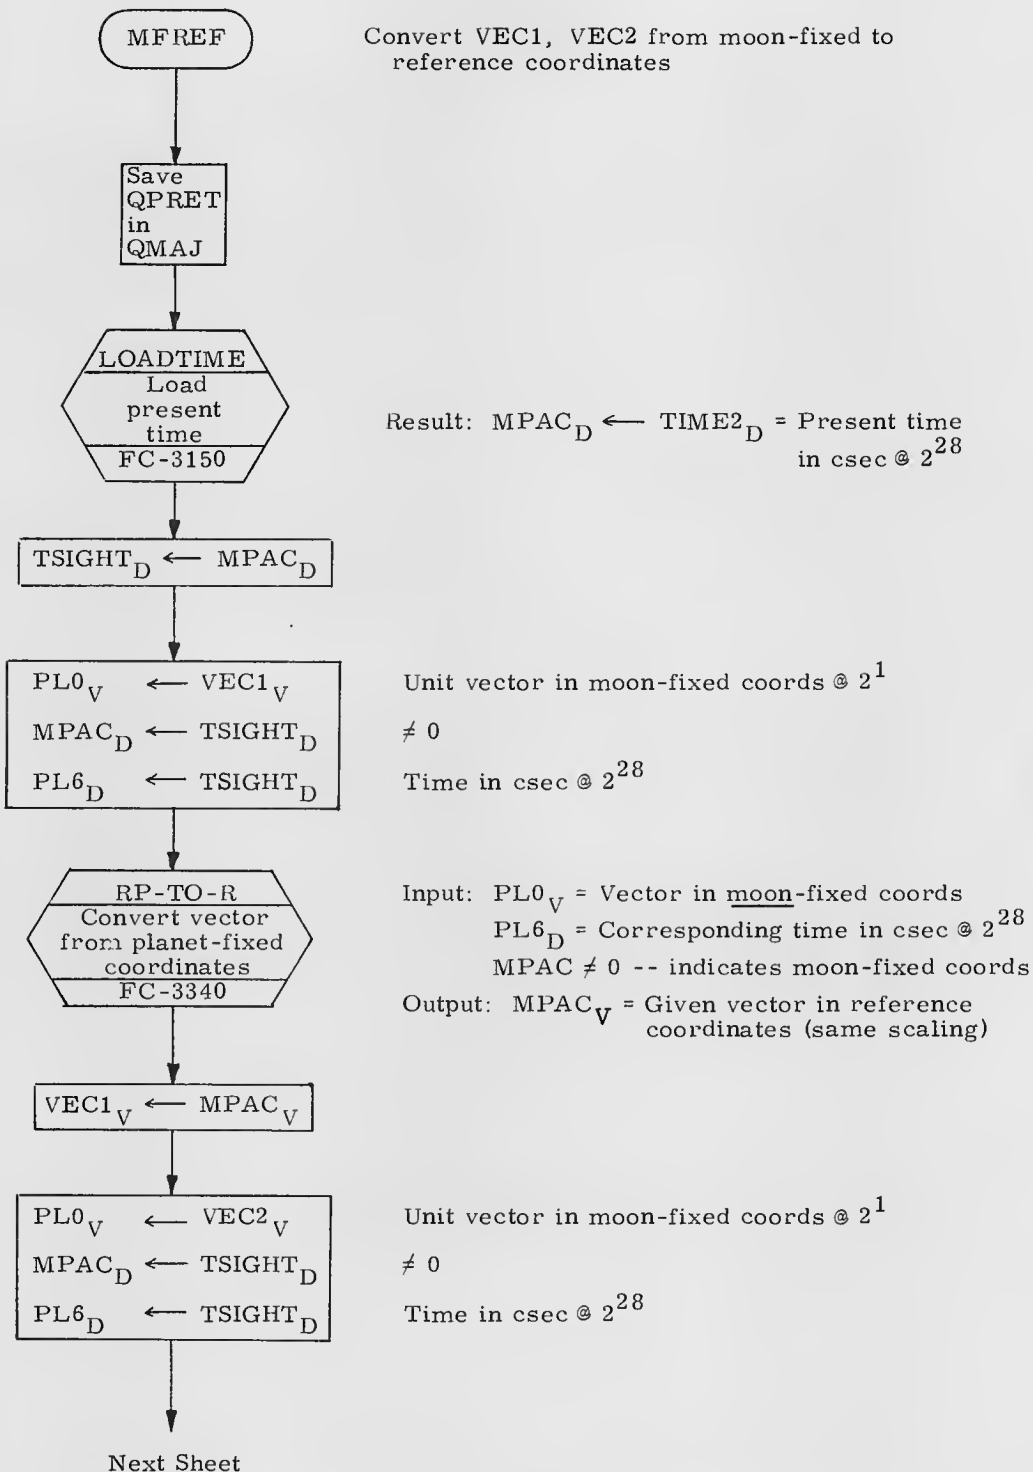 MFREF
Convert VEC1, VEC2 from moon-fixed to
reference coordinates
Save
QPRET
in
QMAJ
LOADTIME
Load
present
time
FC-3150
Result: MPAC_D ← TIME2_D = Present time
in csec @ 2^28
TSIGHT_D ← MPAC_D
PL0_V ← VEC1_V Unit vector in moon-fixed coords @ 2^1
MPAC_D ← TSIGHT_D ≠ 0
PL6_D ← TSIGHT_D Time in csec @ 2^28
RP-TO-R
Convert vector
from planet-fixed
coordinates
FC-3340
Input: PL0_V = Vector in moon-fixed coords
PL6_D = Corresponding time in csec @ 2^28
MPAC ≠ 0 -- indicates moon-fixed coords
Output: MPAC_V = Given vector in reference
coordinates (same scaling)
VEC1_V ← MPAC_V
PL0_V ← VEC2_V Unit vector in moon-fixed coords @ 2^1
MPAC_D ← TSIGHT_D ≠ 0
PL6_D ← TSIGHT_D Time in csec @ 2^28
Next Sheet